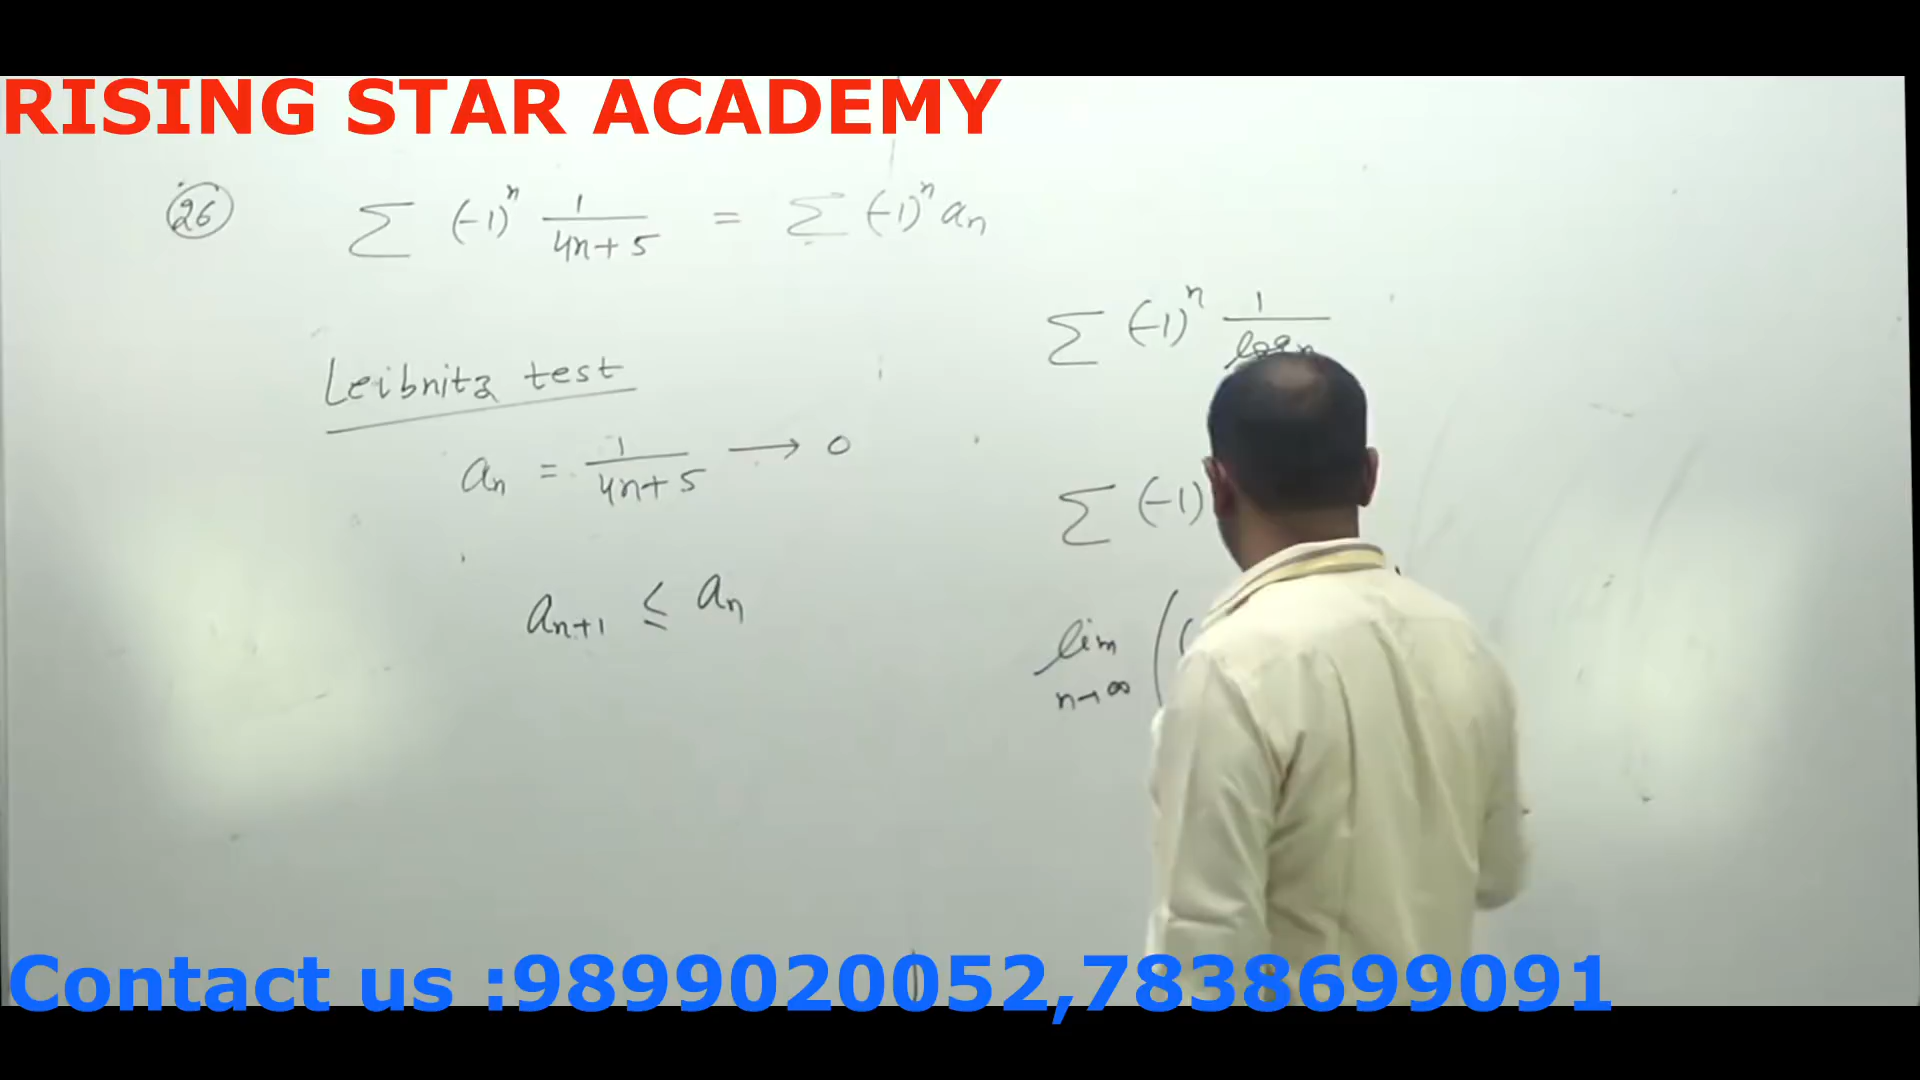 RISING STAR ACADEMY
26 ∑ (-1)^n 1/(4n+5) = ∑ (-1)^n a_n
Leibnitz test
a_n = 1/(4n+5) → 0
a_{n+1} ≤ a_n
∑ (-1)^n 1/log n
∑ (-1)
lim n→∞ (
Contact us :9899020052,7838699091